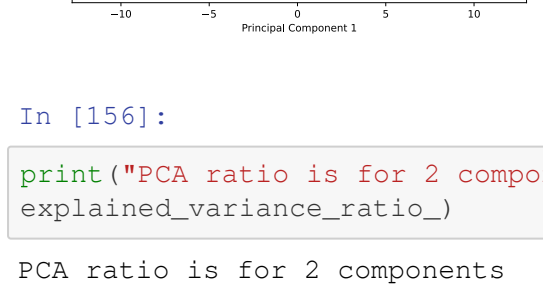 −10 −5 0 5 10
Principal Component 1
In [156]:
print("PCA ratio is for 2 compo
explained_variance_ratio_)
PCA ratio is for 2 components